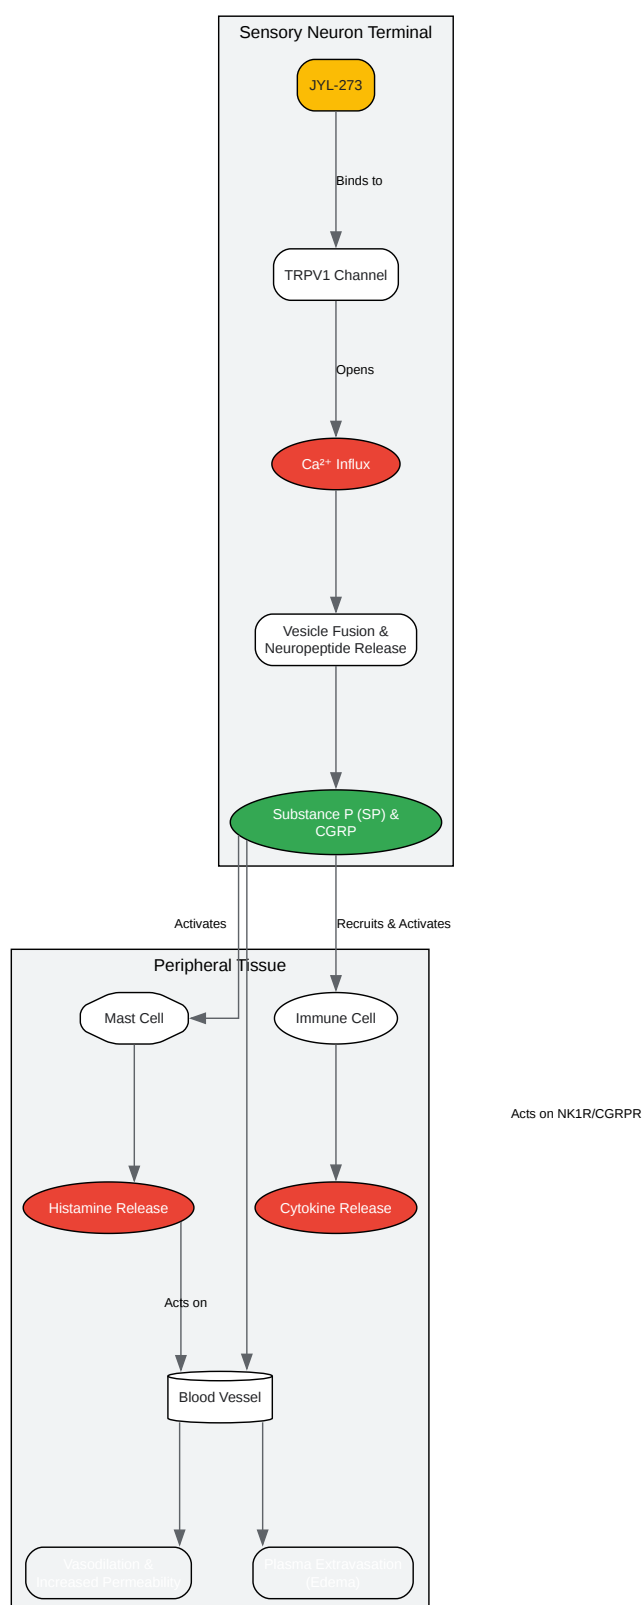 Sensory Neuron Terminal
JYL-273
Binds to
TRPV1 Channel
Opens
Ca²⁺ Influx
Vesicle Fusion &
Neuropeptide Release
Substance P (SP) &
CGRP
Activates
Recruits & Activates
Peripheral Tissue
Mast Cell
Immune Cell
Acts on NK1R/CGRPR
Histamine Release
Cytokine Release
Acts on
Blood Vessel
Vasodilation &
Increased Permeability
Plasma Extravasation
(Edema)